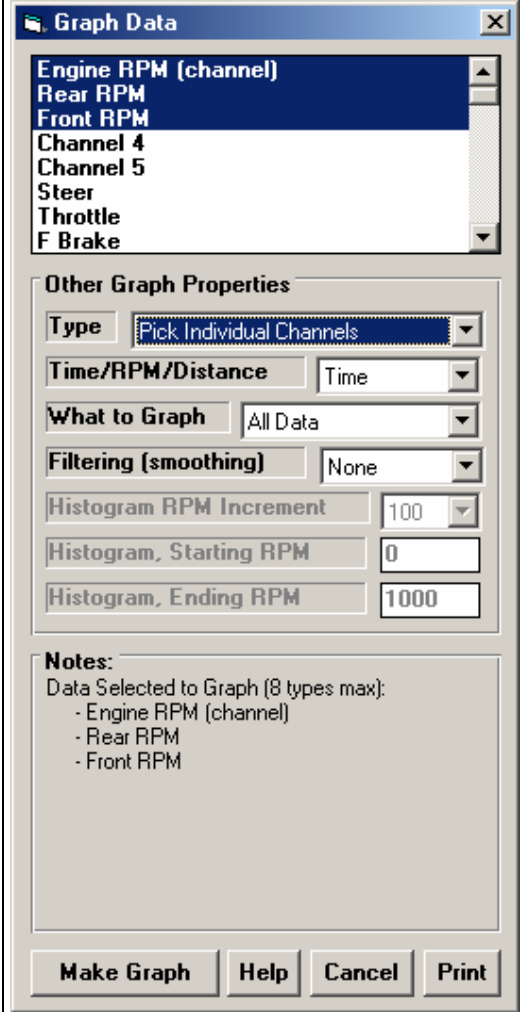 Graph Data
Engine RPM (channel)
Rear RPM
Front RPM
Channel 4
Channel 5
Steer
Throttle
F Brake
Other Graph Properties
Type Pick Individual Channels
Time/RPM/Distance Time
What to Graph All Data
Filtering (smoothing) None
Histogram RPM Increment 100
Histogram, Starting RPM 0
Histogram, Ending RPM 1000
Notes:
Data Selected to Graph (8 types max):
- Engine RPM (channel)
- Rear RPM
- Front RPM
Make Graph Help Cancel Print